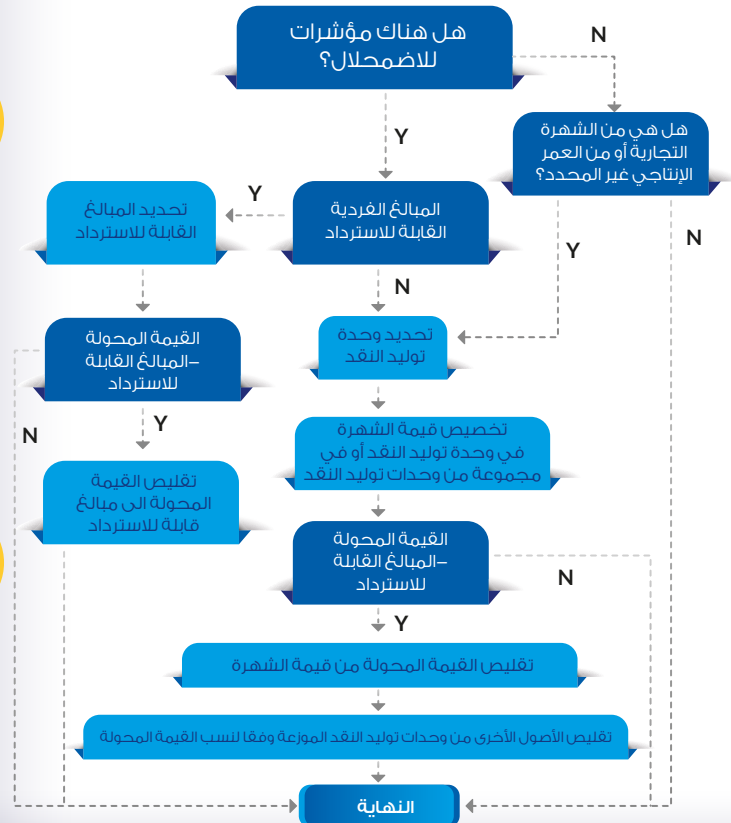 هل هناك مؤشرات
للاضمحلال؟
N
هل هي من الشهرة
التجارية أو من العمر
الإنتاجي غير المحدد؟
Y
المبالغ الفردية
القابلة للاسترداد
Y
تحديد المبالغ
القابلة للاسترداد
N
Y
N
تحديد وحدة
توليد النقد
القيمة المحولة
–المبالغ القابلة
للاسترداد
تخصيص قيمة الشهرة
في وحدة توليد النقد أو في
مجموعة من وحدات توليد النقد
Y
N
تقليص القيمة
المحولة الى مبالغ
قابلة للاسترداد
القيمة المحولة
–المبالغ القابلة
للاسترداد
N
Y
تقليص القيمة المحولة من قيمة الشهرة
تقليص الأصول الأخرى من وحدات توليد النقد الموزعة وفقا لنسب القيمة المحولة
النهاية